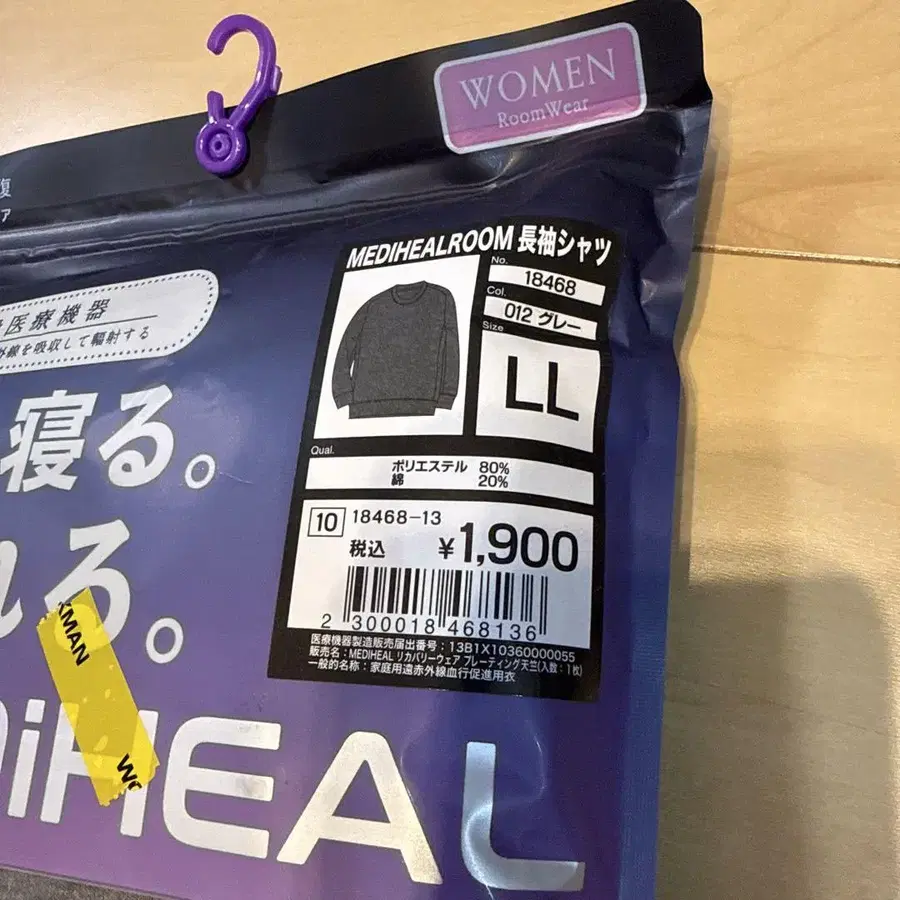 WOMEN
RoomWear
復
ア
医療機器
外線を吸収して輻射する
寝る。
れろ。
MEDIHEALROOM 長袖シャツ
No.
18468
Col.
012 グレー
Size
LL
Qual.
ポリエステル 80%
綿 20%
10 18468-13
税込 ¥1,900
2 300018 468136
医療機器製造販売届出番号:13B1X10360000055
販売名:MEDIHEAL リカバリーウェア プレーティング天竺(入数:1枚)
一般的名称:家庭用遠赤外線血行促進用衣
KMAN
WO
DiHEAL